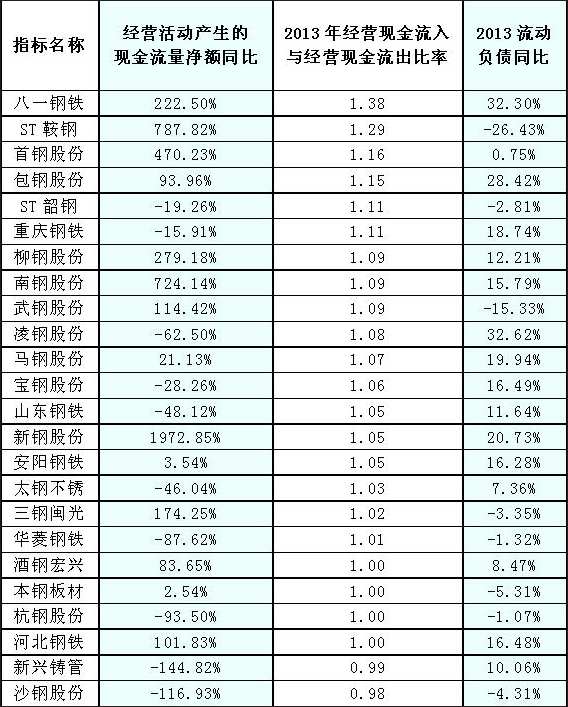 指标名称 经营活动产生的现金流量净额同比 2013年经营现金流入与经营现金流出比率 2013流动负债同比
八一钢铁 222.50% 1.38 32.30%
ST鞍钢 787.82% 1.29 -26.43%
首钢股份 470.23% 1.16 0.75%
包钢股份 93.96% 1.15 28.42%
ST韶钢 -19.26% 1.11 -2.81%
重庆钢铁 -15.91% 1.11 18.74%
柳钢股份 279.18% 1.09 12.21%
南钢股份 724.14% 1.09 15.79%
武钢股份 114.42% 1.09 -15.33%
凌钢股份 -62.50% 1.08 32.62%
马钢股份 21.13% 1.07 19.94%
宝钢股份 -28.26% 1.06 16.49%
山东钢铁 -48.12% 1.05 11.64%
新钢股份 1972.85% 1.05 20.73%
安阳钢铁 3.54% 1.05 16.28%
太钢不锈 -46.04% 1.03 7.36%
三钢闽光 174.25% 1.02 -3.35%
华菱钢铁 -87.62% 1.01 -1.32%
酒钢宏兴 83.65% 1.00 8.47%
本钢板材 2.54% 1.00 -5.31%
杭钢股份 -93.50% 1.00 -1.07%
河北钢铁 101.83% 1.00 16.48%
新兴铸管 -144.82% 0.99 10.06%
沙钢股份 -116.93% 0.98 -4.31%